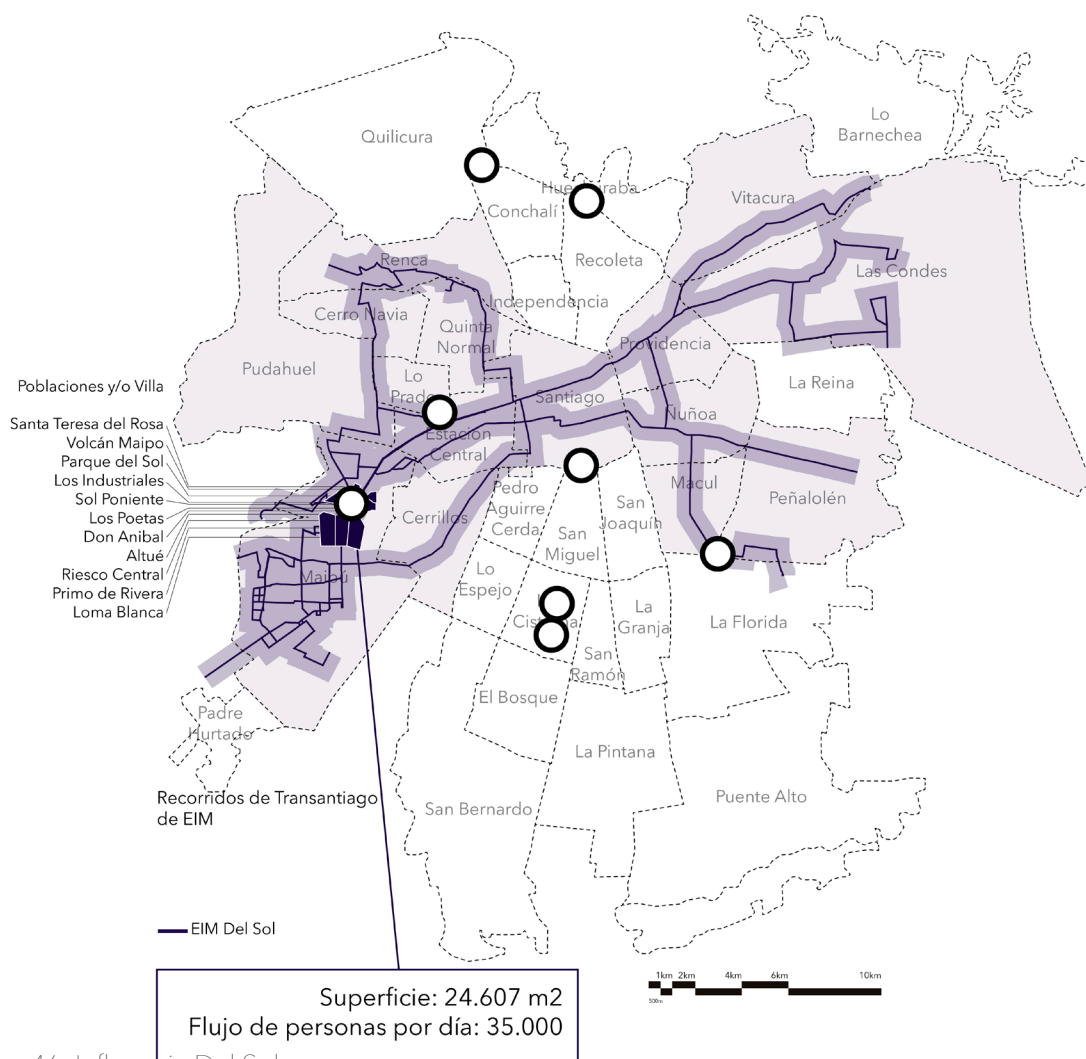 Lo
Barnechea
Quilicura
Huechuraba
Vitacura
Conchalí
Renca
Recoleta
Las Condes
Independencia
Cerro Navia
Quinta
Normal
Providencia
Pudahuel
Lo
Prado
La Reina
Poblaciones y/o Villa
Santiago
Ñuñoa
Santa Teresa del Rosa
Volcán Maipo
Parque del Sol
Los Industriales
Sol Poniente
Los Poetas
Don Anibal
Altué
Riesco Central
Primo de Rivera
Loma Blanca
Estación
Central
Macul
Peñalolén
Pedro
Aguirre
Cerda
San
Joaquín
Cerrillos
San
Miguel
Maipú
Lo
Espejo
Cisterna
La
Granja
La Florida
San
Ramón
El Bosque
Padre
Hurtado
La Pintana
Recorridos de Transantiago
de EIM
San Bernardo
Puente Alto
EIM Del Sol
1km 2km 4km 6km 10km
500m
Superficie: 24.607 m2
Flujo de personas por día: 35.000